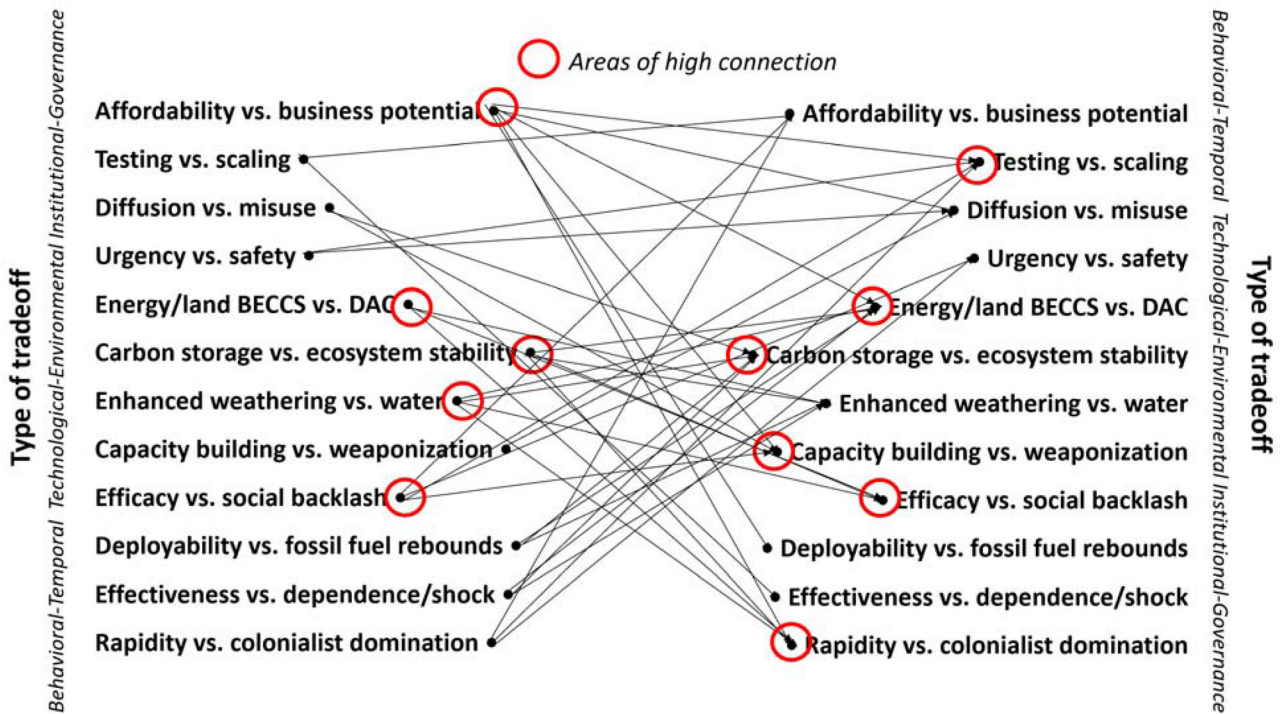 Areas of high connection
Type of tradeoff
Behavioral-Temporal Technological-Environmental Institutional-Governance
Affordability vs. business potential
Testing vs. scaling
Diffusion vs. misuse
Urgency vs. safety
Energy/land BECCS vs. DAC
Carbon storage vs. ecosystem stability
Enhanced weathering vs. water
Capacity building vs. weaponization
Efficacy vs. social backlash
Deployability vs. fossil fuel rebounds
Effectiveness vs. dependence/shock
Rapidity vs. colonialist domination
Affordability vs. business potential
Testing vs. scaling
Diffusion vs. misuse
Urgency vs. safety
Energy/land BECCS vs. DAC
Carbon storage vs. ecosystem stability
Enhanced weathering vs. water
Capacity building vs. weaponization
Efficacy vs. social backlash
Deployability vs. fossil fuel rebounds
Effectiveness vs. dependence/shock
Rapidity vs. colonialist domination
Behavioral-Temporal Technological-Environmental Institutional-Governance
Type of tradeoff